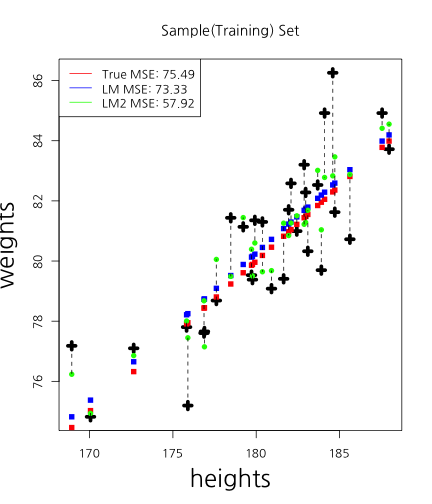 Sample(Training) Set
True MSE: 75.49
LM MSE: 73.33
LM2 MSE: 57.92
86
84
82
80
78
76
weights
170
175
180
185
heights